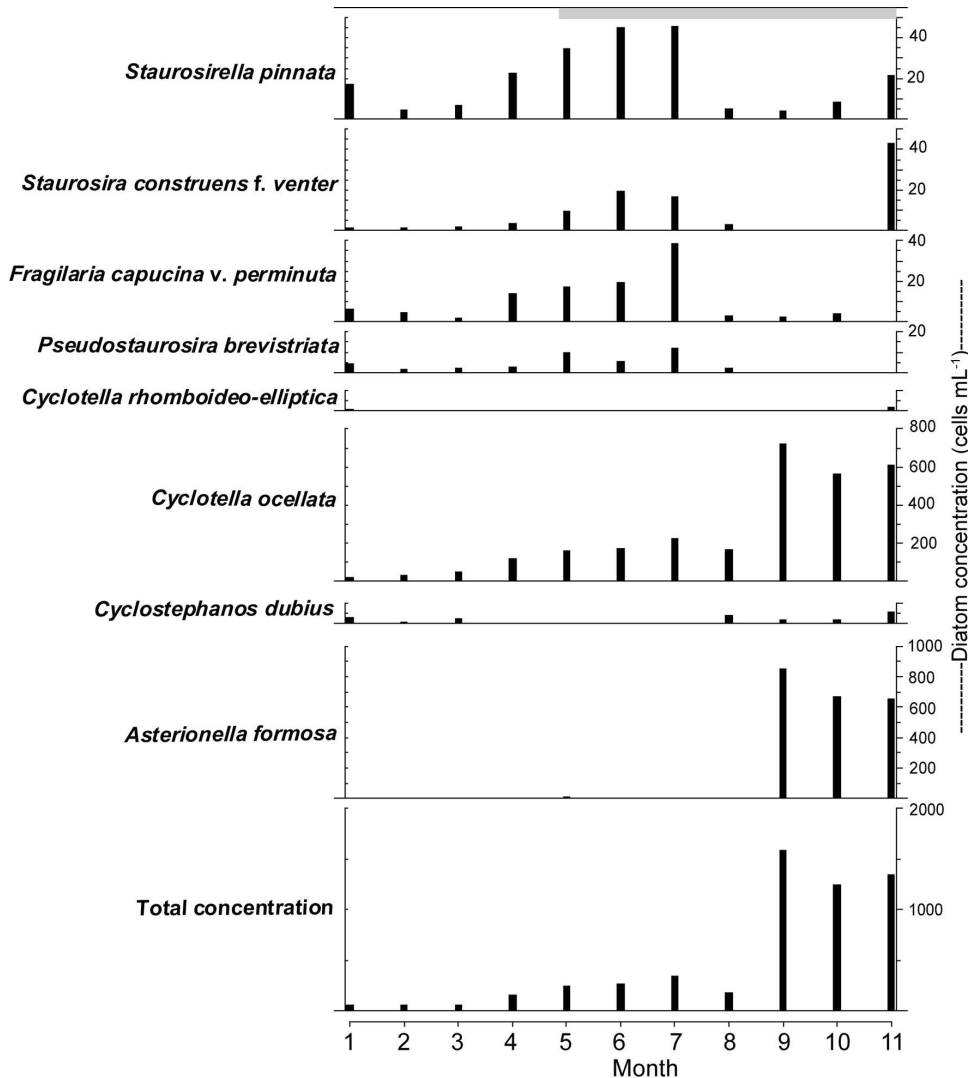 Staurosirella pinnata
40
20
Staurosira construens f. venter
40
20
Fragilaria capucina v. perminuta
40
20
Pseudostaurosira brevistriata
20
Cyclotella rhomboideo-elliptica
Cyclotella ocellata
800
600
400
200
Cyclostephanos dubius
Asterionella formosa
1000
800
600
400
200
Total concentration
2000
1000
1 2 3 4 5 6 7 8 9 10 11
Month
----------Diatom concentration (cells mL⁻¹)----------